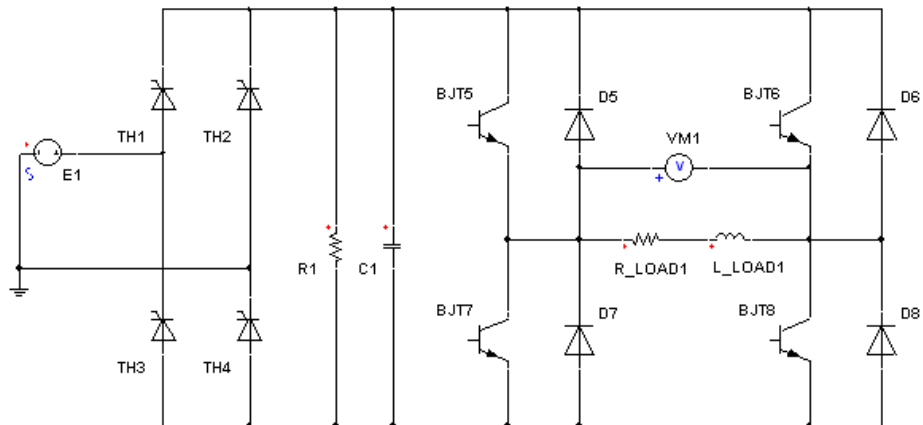 BJT5
D5
BJT6
D6
TH1
TH2
VM1
V
+
S
E1
R1
C1
R_LOAD1
L_LOAD1
BJT7
D7
BJT8
D8
TH3
TH4